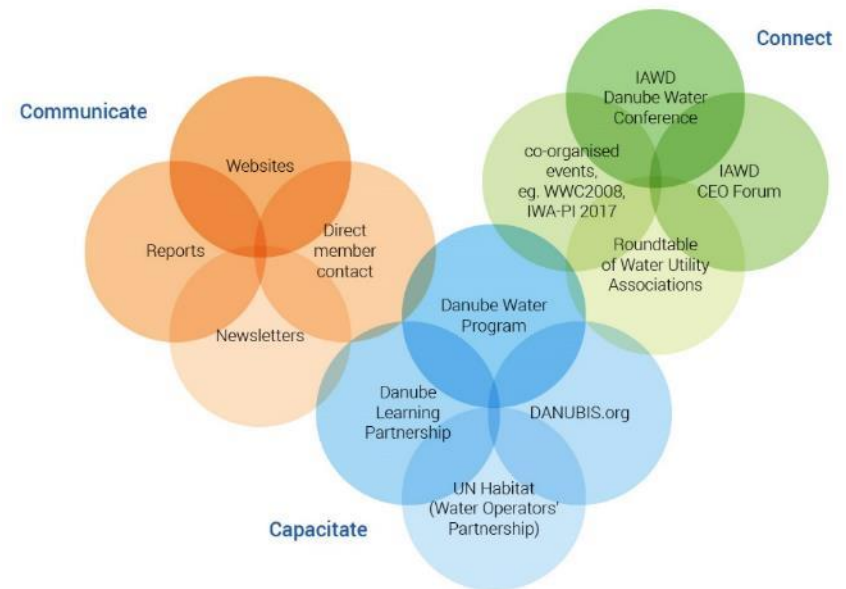 Communicate
Websites
Reports
Direct
member
contact
Newsletters
Connect
IAWD
Danube Water
Conference
co-organised
events,
eg. WWC2008,
IWA-PI 2017
IAWD
CEO Forum
Roundtable
of Water Utility
Associations
Danube Water
Program
Danube
Learning
Partnership
DANUBIS.org
UN Habitat
(Water Operators'
Partnership)
Capacitate